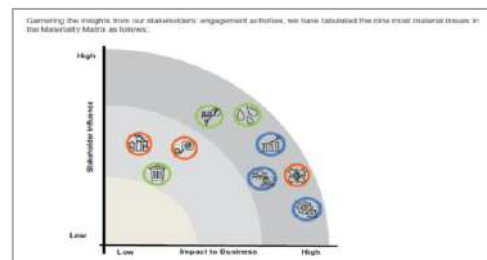 Garnering the insights from our stakeholders' engagement activities, we have tabulated the nine most material issues in
the Materiality Matrix as follows:
High
Stakeholder Influence
Low
Low Impact to Business High